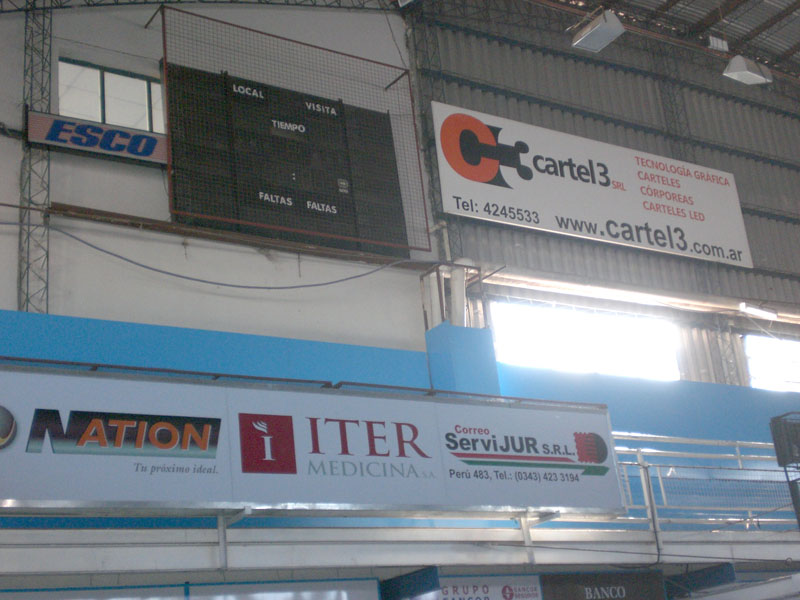 ESCO
LOCAL
VISITA
TIEMPO
:
FALTAS FALTAS
cartel3 SRL
TECNOLOGÍA GRÁFICA
CARTELES
CÓRPOREAS
CARTELES LED
Tel: 4245533
www.cartel3.com.ar
NATION
Tu próximo ideal.
i
ITER
MEDICINA S.A.
Correo
ServiJUR S.R.L.
Perú 483, Tel.: (0343) 423 3194
GRUPO
BANCO